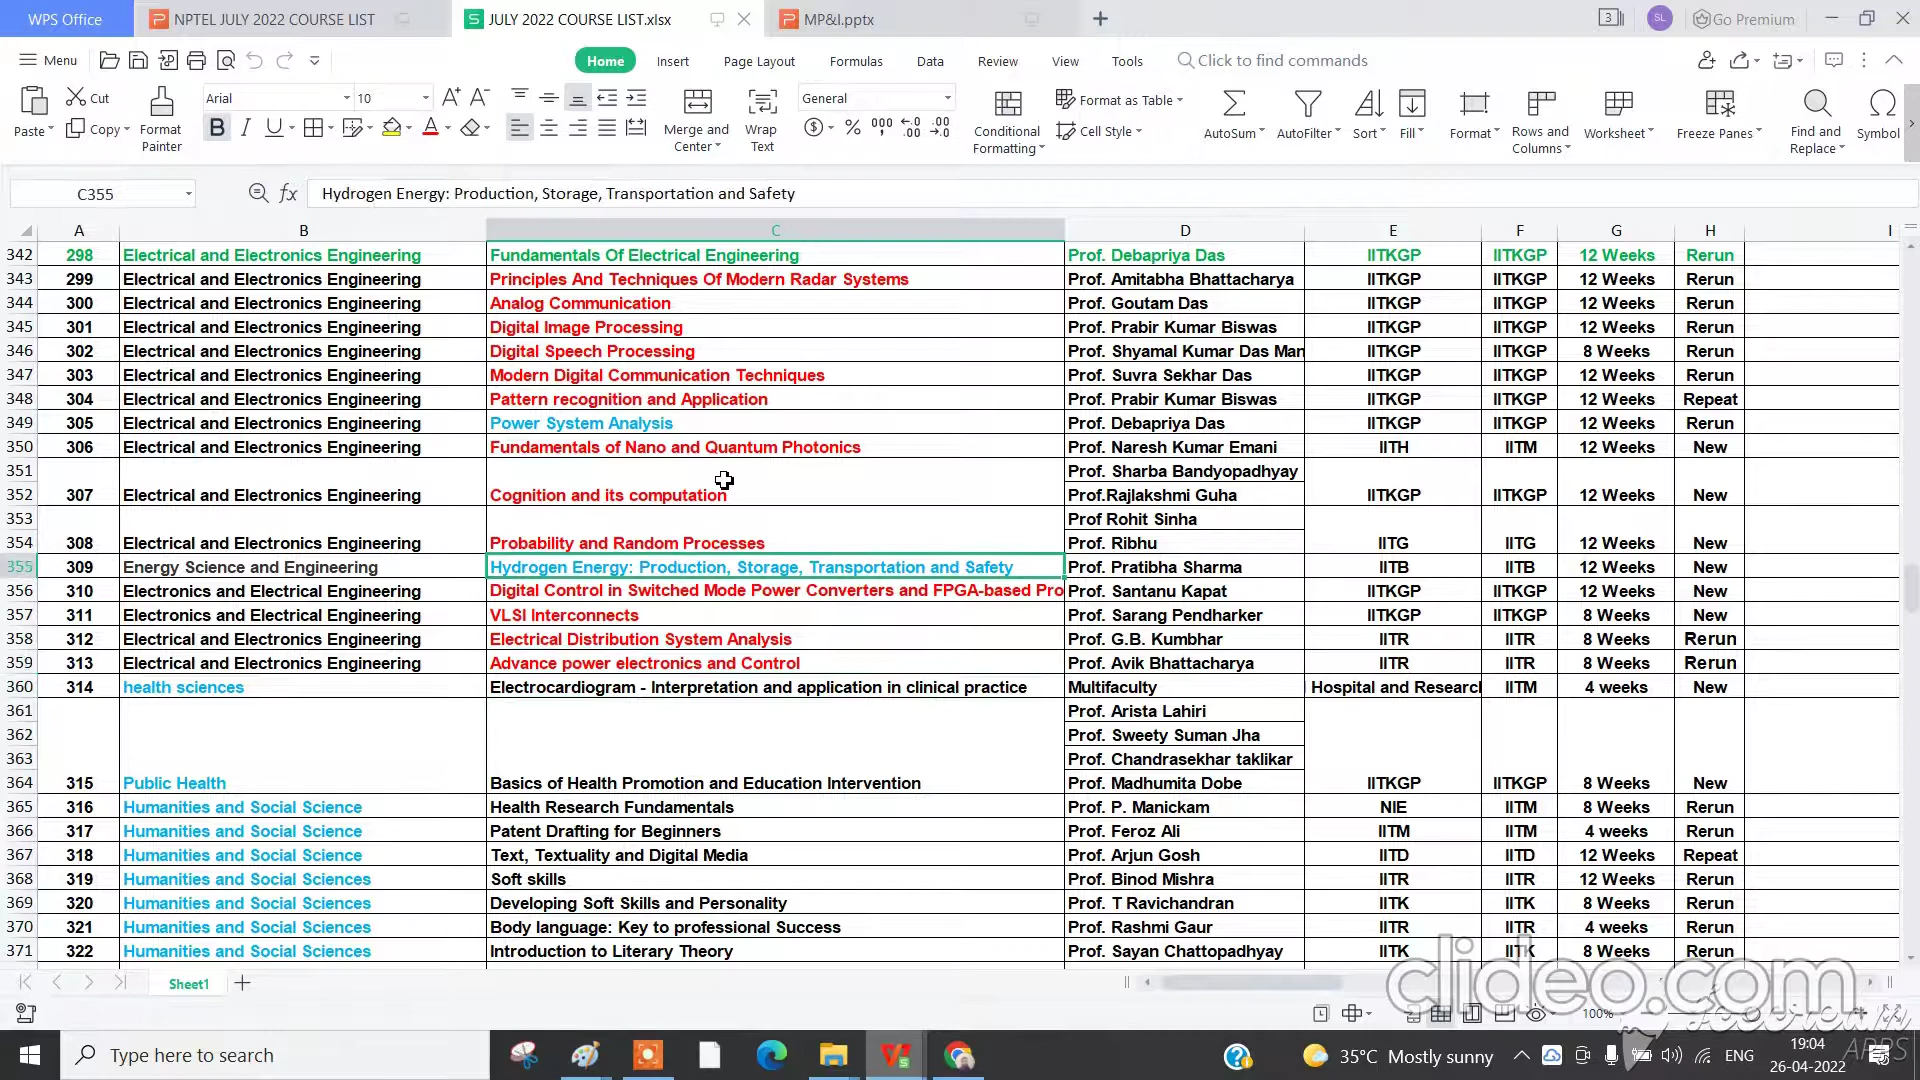 WPS Office NPTEL JULY 2022 COURSE LIST JULY 2022 COURSE LIST.xlsx MP&I.pptx 3 SL Go Premium
Menu Home Insert Page Layout Formulas Data Review View Tools Click to find commands
Paste Cut Copy Format Painter Arial 10 Merge and Center Wrap Text General Conditional Formatting Format as Table Cell Style AutoSum AutoFilter Sort Fill Format Rows and Columns Worksheet Freeze Panes Find and Replace Symbol
C355 fx Hydrogen Energy: Production, Storage, Transportation and Safety
A B C D E F G H I
342 298 Electrical and Electronics Engineering Fundamentals Of Electrical Engineering Prof. Debapriya Das IITKGP IITKGP 12 Weeks Rerun
343 299 Electrical and Electronics Engineering Principles And Techniques Of Modern Radar Systems Prof. Amitabha Bhattacharya IITKGP IITKGP 12 Weeks Rerun
344 300 Electrical and Electronics Engineering Analog Communication Prof. Goutam Das IITKGP IITKGP 12 Weeks Rerun
345 301 Electrical and Electronics Engineering Digital Image Processing Prof. Prabir Kumar Biswas IITKGP IITKGP 12 Weeks Rerun
346 302 Electrical and Electronics Engineering Digital Speech Processing Prof. Shyamal Kumar Das Man IITKGP IITKGP 8 Weeks Rerun
347 303 Electrical and Electronics Engineering Modern Digital Communication Techniques Prof. Suvra Sekhar Das IITKGP IITKGP 12 Weeks Rerun
348 304 Electrical and Electronics Engineering Pattern recognition and Application Prof. Prabir Kumar Biswas IITKGP IITKGP 12 Weeks Repeat
349 305 Electrical and Electronics Engineering Power System Analysis Prof. Debapriya Das IITKGP IITKGP 12 Weeks Rerun
350 306 Electrical and Electronics Engineering Fundamentals of Nano and Quantum Photonics Prof. Naresh Kumar Emani IITH IITM 12 Weeks New
351 Prof. Sharba Bandyopadhyay
352 307 Electrical and Electronics Engineering Cognition and its computation Prof.Rajlakshmi Guha IITKGP IITKGP 12 Weeks New
353 Prof Rohit Sinha
354 308 Electrical and Electronics Engineering Probability and Random Processes Prof. Ribhu IITG IITG 12 Weeks New
355 309 Energy Science and Engineering Hydrogen Energy: Production, Storage, Transportation and Safety Prof. Pratibha Sharma IITB IITB 12 Weeks New
356 310 Electronics and Electrical Engineering Digital Control in Switched Mode Power Converters and FPGA-based Pro Prof. Santanu Kapat IITKGP IITKGP 12 Weeks New
357 311 Electronics and Electrical Engineering VLSI Interconnects Prof. Sarang Pendharker IITKGP IITKGP 8 Weeks New
358 312 Electrical and Electronics Engineering Electrical Distribution System Analysis Prof. G.B. Kumbhar IITR IITR 8 Weeks Rerun
359 313 Electrical and Electronics Engineering Advance power electronics and Control Prof. Avik Bhattacharya IITR IITR 8 Weeks Rerun
360 314 health sciences Electrocardiogram - Interpretation and application in clinical practice Multifaculty Hospital and Research IITM 4 weeks New
361 Prof. Arista Lahiri
362 Prof. Sweety Suman Jha
363 Prof. Chandrasekhar taklikar
364 315 Public Health Basics of Health Promotion and Education Intervention Prof. Madhumita Dobe IITKGP IITKGP 8 Weeks New
365 316 Humanities and Social Science Health Research Fundamentals Prof. P. Manickam NIE IITM 8 Weeks Rerun
366 317 Humanities and Social Science Patent Drafting for Beginners Prof. Feroz Ali IITM IITM 4 weeks Rerun
367 318 Humanities and Social Science Text, Textuality and Digital Media Prof. Arjun Gosh IITD IITD 12 Weeks Repeat
368 319 Humanities and Social Sciences Soft skills Prof. Binod Mishra IITR IITR 12 Weeks Rerun
369 320 Humanities and Social Sciences Developing Soft Skills and Personality Prof. T Ravichandran IITK IITK 8 Weeks Rerun
370 321 Humanities and Social Sciences Body language: Key to professional Success Prof. Rashmi Gaur IITR IITR 4 weeks Rerun
371 322 Humanities and Social Sciences Introduction to Literary Theory Prof. Sayan Chattopadhyay IITK IITK 8 Weeks Rerun
Sheet1
clideo.com
100%
Type here to search 35°C Mostly sunny ENG 19:04
26-04-2022
APPS